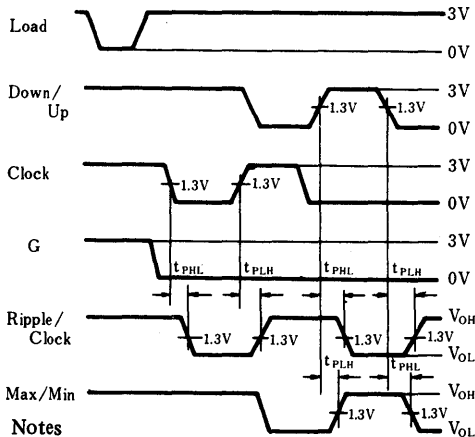 Load 3V
0V
Down/
Up 1.3V 1.3V 3V
0V
Clock 1.3V 1.3V 3V
0V
G 3V
0V
tPHL tPLH tPHL tPLH
Ripple/
Clock 1.3V 1.3V 1.3V 1.3V VOH
VOL
tPLH tPHL
Max/Min 1.3V 1.3V VOH
VOL
Notes